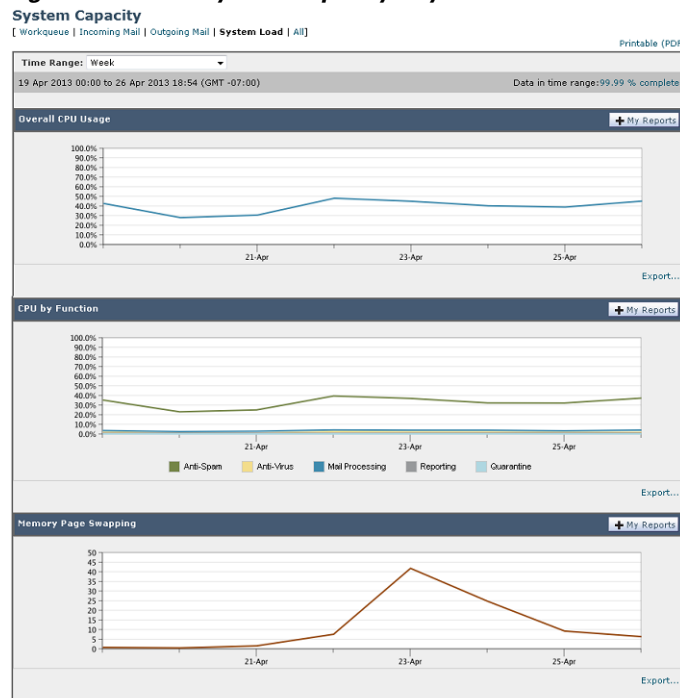 System Capacity
[ Workqueue | Incoming Mail | Outgoing Mail | System Load | All]
Printable (PDF
Time Range: Week
19 Apr 2013 00:00 to 26 Apr 2013 18:54 (GMT -07:00) Data in time range:99.99 % complete
Overall CPU Usage My Reports
100.0%
90.0%
80.0%
70.0%
60.0%
50.0%
40.0%
30.0%
20.0%
10.0%
0.0%
21-Apr 23-Apr 25-Apr
Export...
CPU by Function My Reports
100.0%
90.0%
80.0%
70.0%
60.0%
50.0%
40.0%
30.0%
20.0%
10.0%
0.0%
21-Apr 23-Apr 25-Apr
Anti-Spam Anti-Virus Mail Processing Reporting Quarantine
Export...
Memory Page Swapping My Reports
50
45
40
35
30
25
20
15
10
5
0
21-Apr 23-Apr 25-Apr
Export...